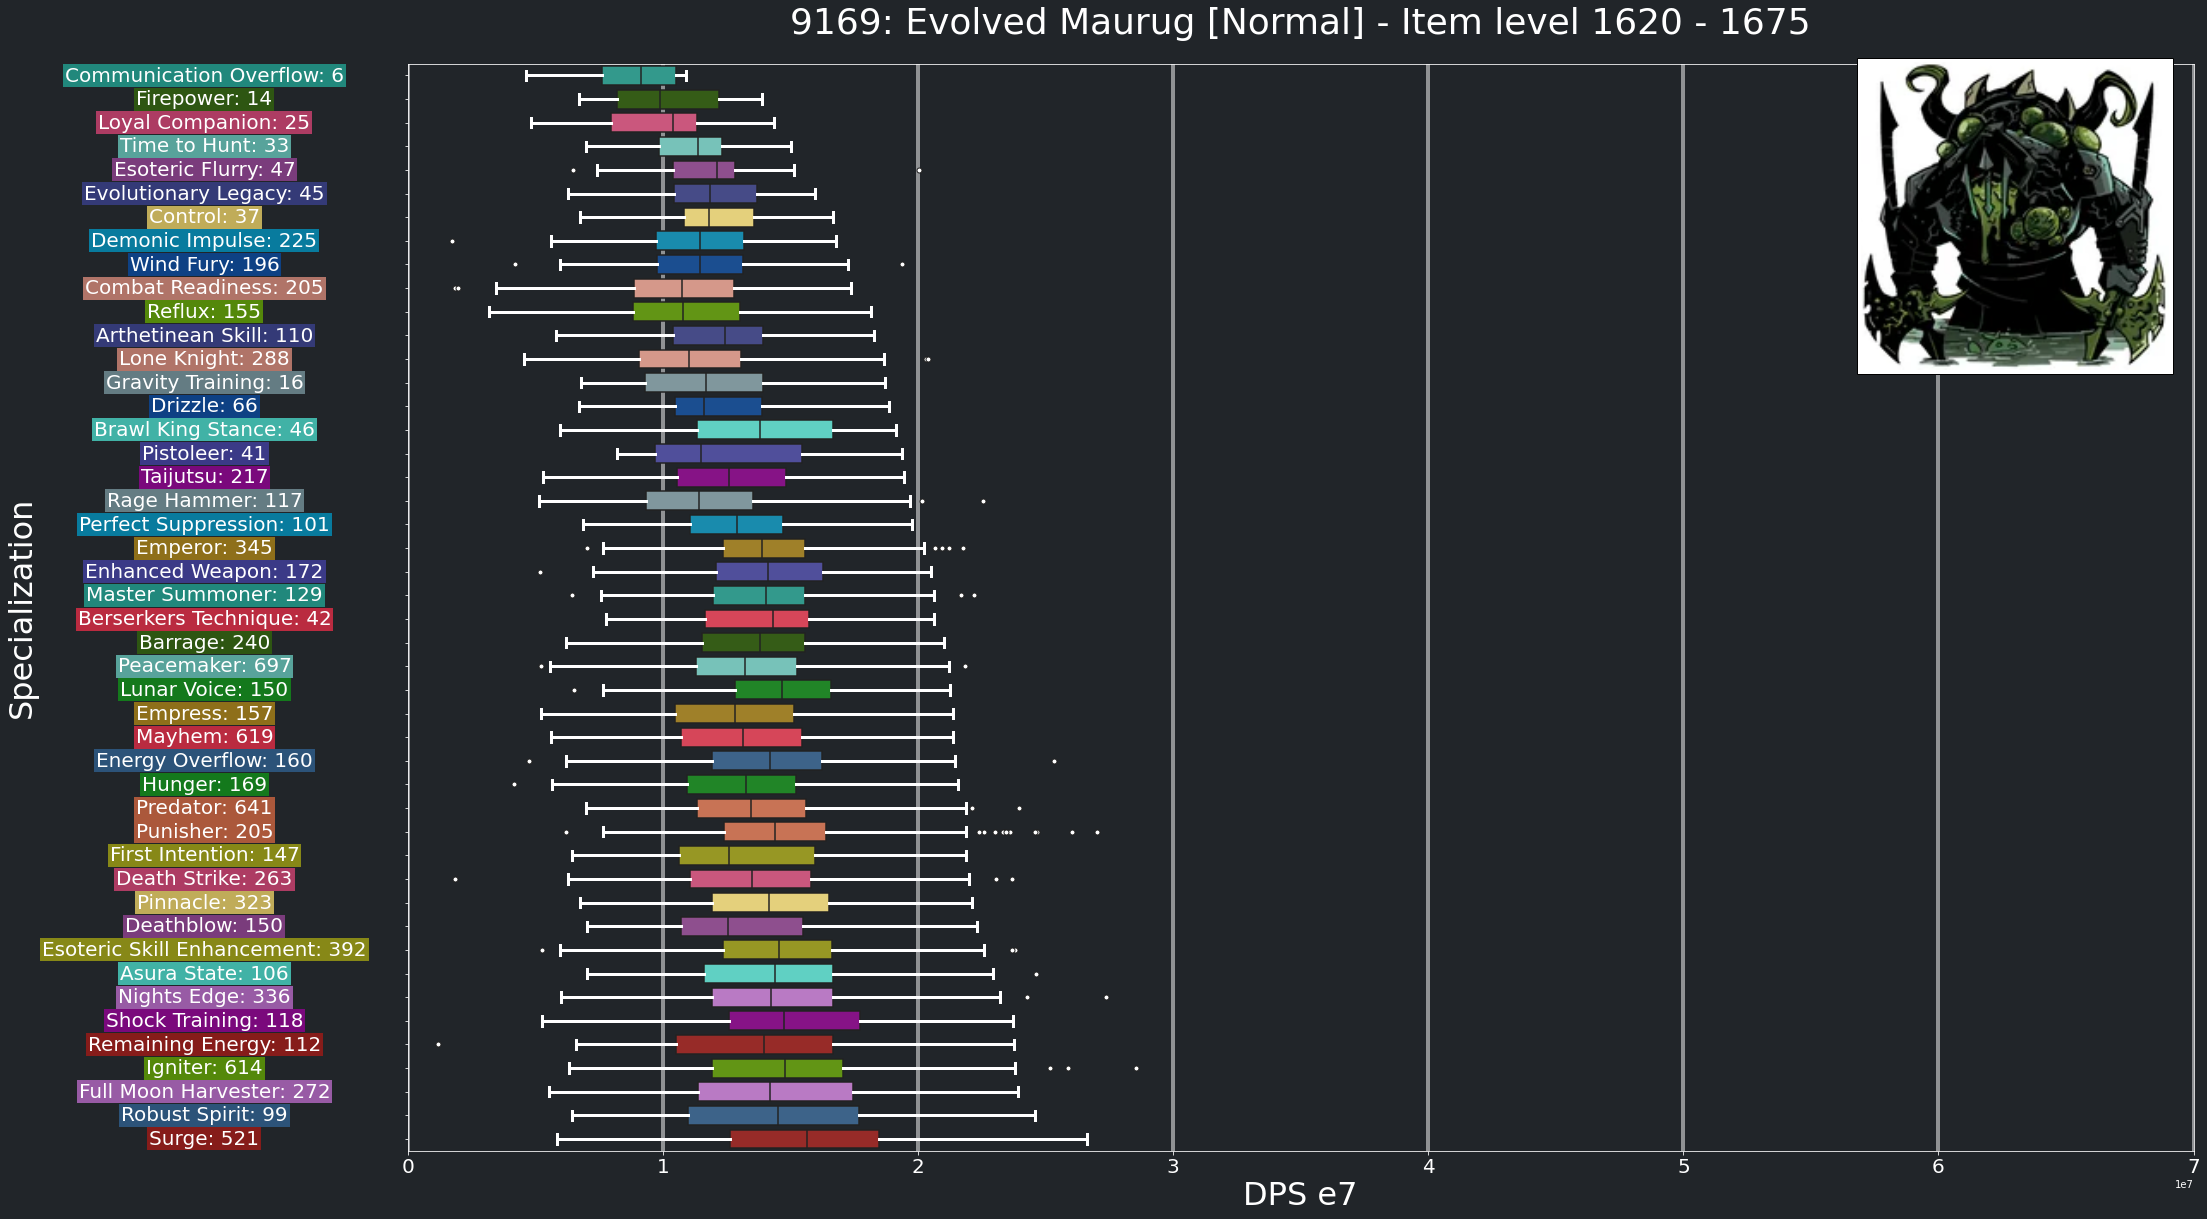 9169: Evolved Maurug [Normal] - Item level 1620 - 1675
Specialization
Communication Overflow: 6
Firepower: 14
Loyal Companion: 25
Time to Hunt: 33
Esoteric Flurry: 47
Evolutionary Legacy: 45
Control: 37
Demonic Impulse: 225
Wind Fury: 196
Combat Readiness: 205
Reflux: 155
Arthetinean Skill: 110
Lone Knight: 288
Gravity Training: 16
Drizzle: 66
Brawl King Stance: 46
Pistoleer: 41
Taijutsu: 217
Rage Hammer: 117
Perfect Suppression: 101
Emperor: 345
Enhanced Weapon: 172
Master Summoner: 129
Berserkers Technique: 42
Barrage: 240
Peacemaker: 697
Lunar Voice: 150
Empress: 157
Mayhem: 619
Energy Overflow: 160
Hunger: 169
Predator: 641
Punisher: 205
First Intention: 147
Death Strike: 263
Pinnacle: 323
Deathblow: 150
Esoteric Skill Enhancement: 392
Asura State: 106
Nights Edge: 336
Shock Training: 118
Remaining Energy: 112
Igniter: 614
Full Moon Harvester: 272
Robust Spirit: 99
Surge: 521
0 1 2 3 4 5 6 7
1e7
DPS e7